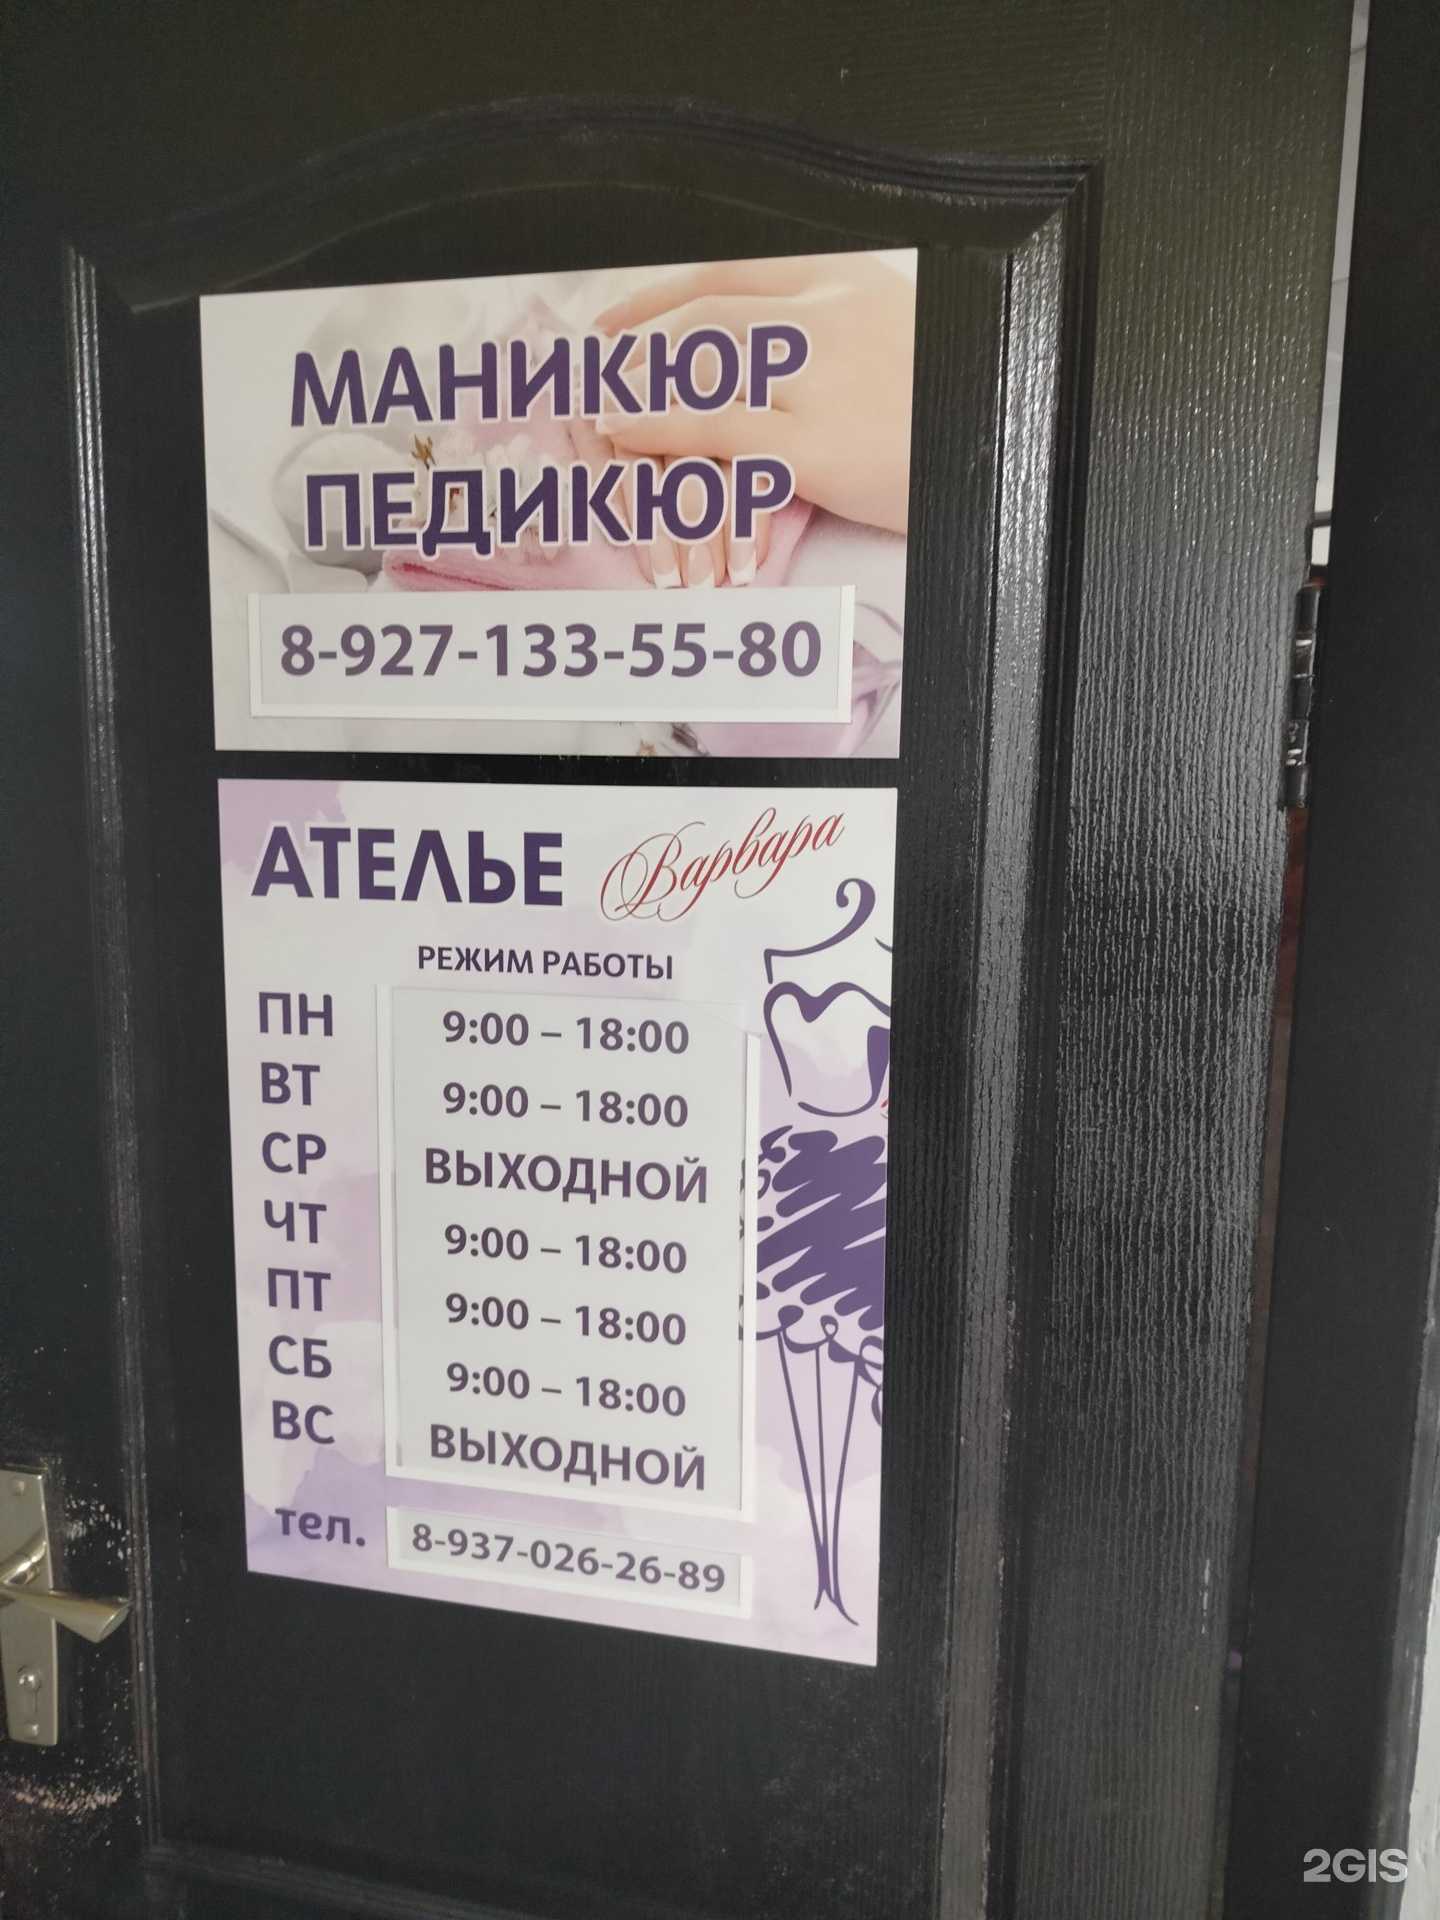 МАНИКЮР
ПЕДИКЮР
8-927-133-55-80
АТЕЛЬЕ Варвара
РЕЖИМ РАБОТЫ
ПН 9:00 – 18:00
ВТ 9:00 – 18:00
СР ВЫХОДНОЙ
ЧТ 9:00 – 18:00
ПТ 9:00 – 18:00
СБ 9:00 – 18:00
ВС ВЫХОДНОЙ
тел. 8-937-026-26-89
2GIS